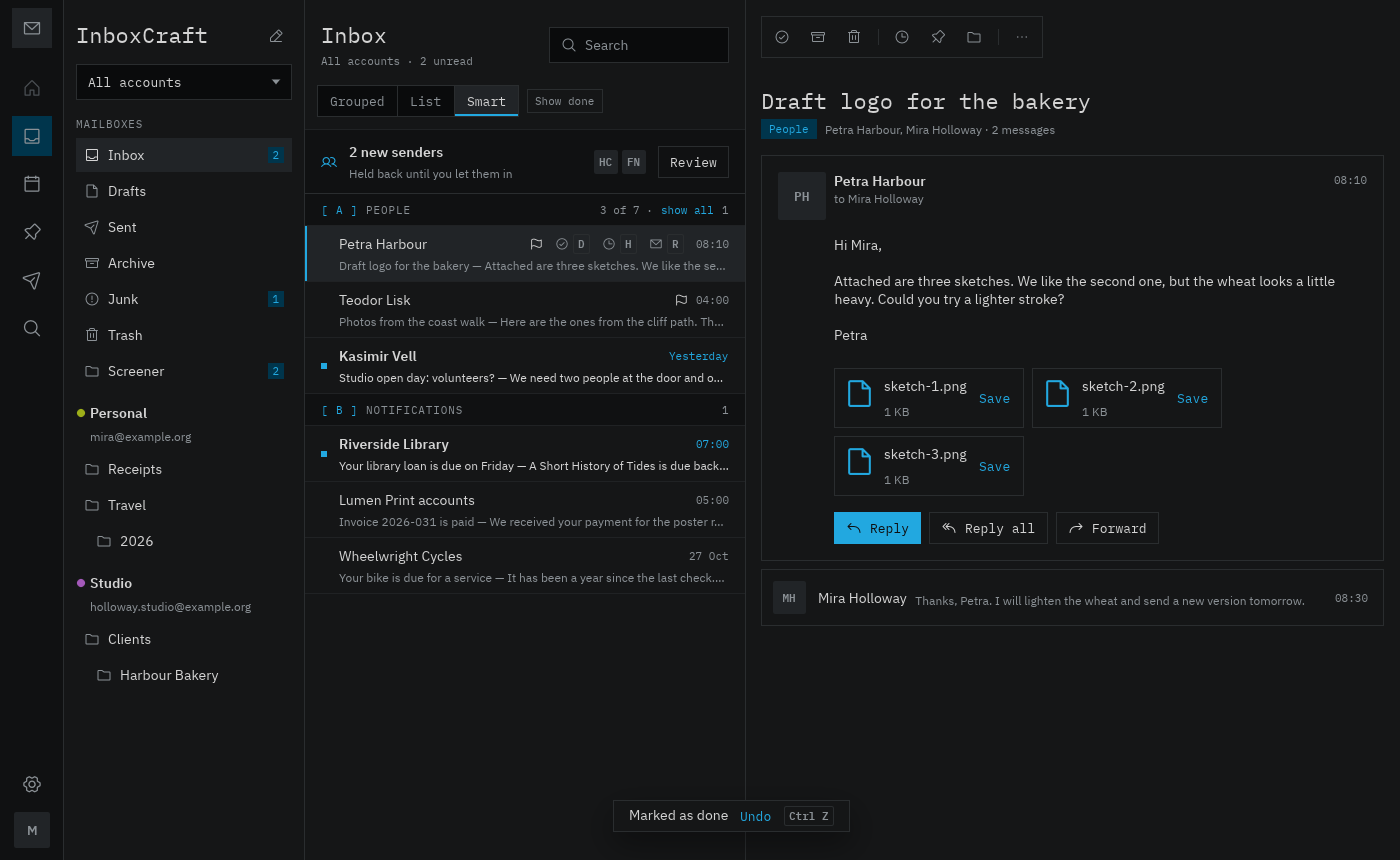 InboxCraft
All accounts
MAILBOXES
Inbox 2
Drafts
Sent
Archive
Junk 1
Trash
Screener 2
Personal
mira@example.org
Receipts
Travel
2026
Studio
holloway.studio@example.org
Clients
Harbour Bakery
M
Inbox
All accounts · 2 unread
Search
Grouped List Smart Show done
2 new senders
Held back until you let them in
HC FN Review
[ A ] PEOPLE 3 of 7 · show all 1
Petra Harbour D H R 08:10
Draft logo for the bakery — Attached are three sketches. We like the se…
Teodor Lisk 04:00
Photos from the coast walk — Here are the ones from the cliff path. Th…
Kasimir Vell Yesterday
Studio open day: volunteers? — We need two people at the door and o…
[ B ] NOTIFICATIONS 1
Riverside Library 07:00
Your library loan is due on Friday — A Short History of Tides is due back…
Lumen Print accounts 05:00
Invoice 2026-031 is paid — We received your payment for the poster r…
Wheelwright Cycles 27 Oct
Your bike is due for a service — It has been a year since the last check.…
Draft logo for the bakery
People Petra Harbour, Mira Holloway · 2 messages
PH
Petra Harbour 08:10
to Mira Holloway
Hi Mira,
Attached are three sketches. We like the second one, but the wheat looks a little
heavy. Could you try a lighter stroke?
Petra
sketch-1.png
1 KB
Save
sketch-2.png
1 KB
Save
sketch-3.png
1 KB
Save
Reply Reply all Forward
MH Mira Holloway Thanks, Petra. I will lighten the wheat and send a new version tomorrow. 08:30
Marked as done Undo Ctrl Z